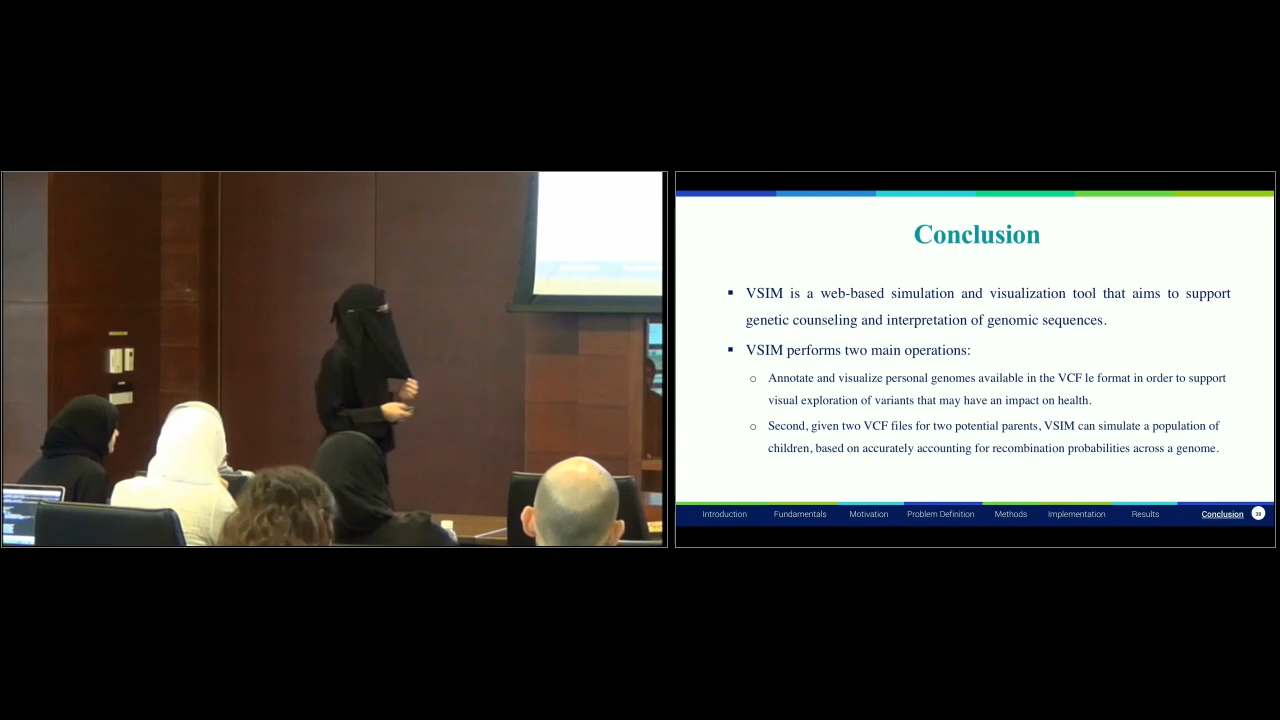 Conclusion
▪ VSIM is a web-based simulation and visualization tool that aims to support
genetic counseling and interpretation of genomic sequences.
▪ VSIM performs two main operations:
o Annotate and visualize personal genomes available in the VCF le format in order to support
visual exploration of variants that may have an impact on health.
o Second, given two VCF files for two potential parents, VSIM can simulate a population of
children, based on accurately accounting for recombination probabilities across a genome.
Introduction Fundamentals Motivation Problem Definition Methods Implementation Results Conclusion 38